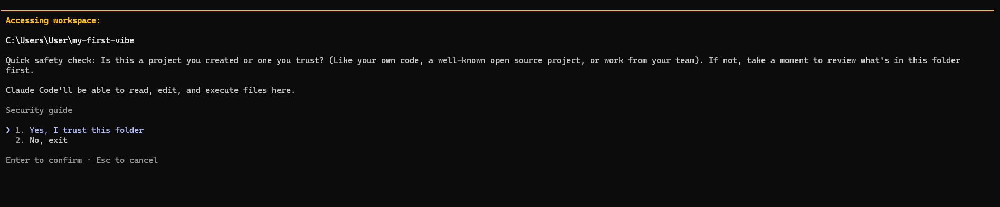 Accessing workspace:
C:\Users\User\my-first-vibe
Quick safety check: Is this a project you created or one you trust? (Like your own code, a well-known open source project, or work from your team). If not, take a moment to review what's in this folder
first.
Claude Code'll be able to read, edit, and execute files here.
Security guide
❯ 1. Yes, I trust this folder
2. No, exit
Enter to confirm · Esc to cancel